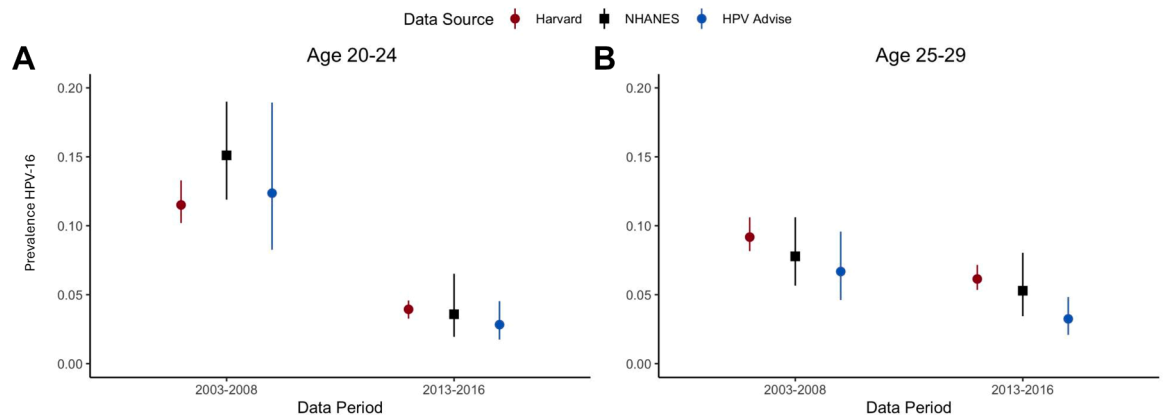 Data Source Harvard NHANES HPV Advise
A Age 20-24
B Age 25-29
Prevalence HPV-16
0.20
0.15
0.10
0.05
0.00
2003-2008 2013-2016
Data Period
0.20
0.15
0.10
0.05
0.00
2003-2008 2013-2016
Data Period